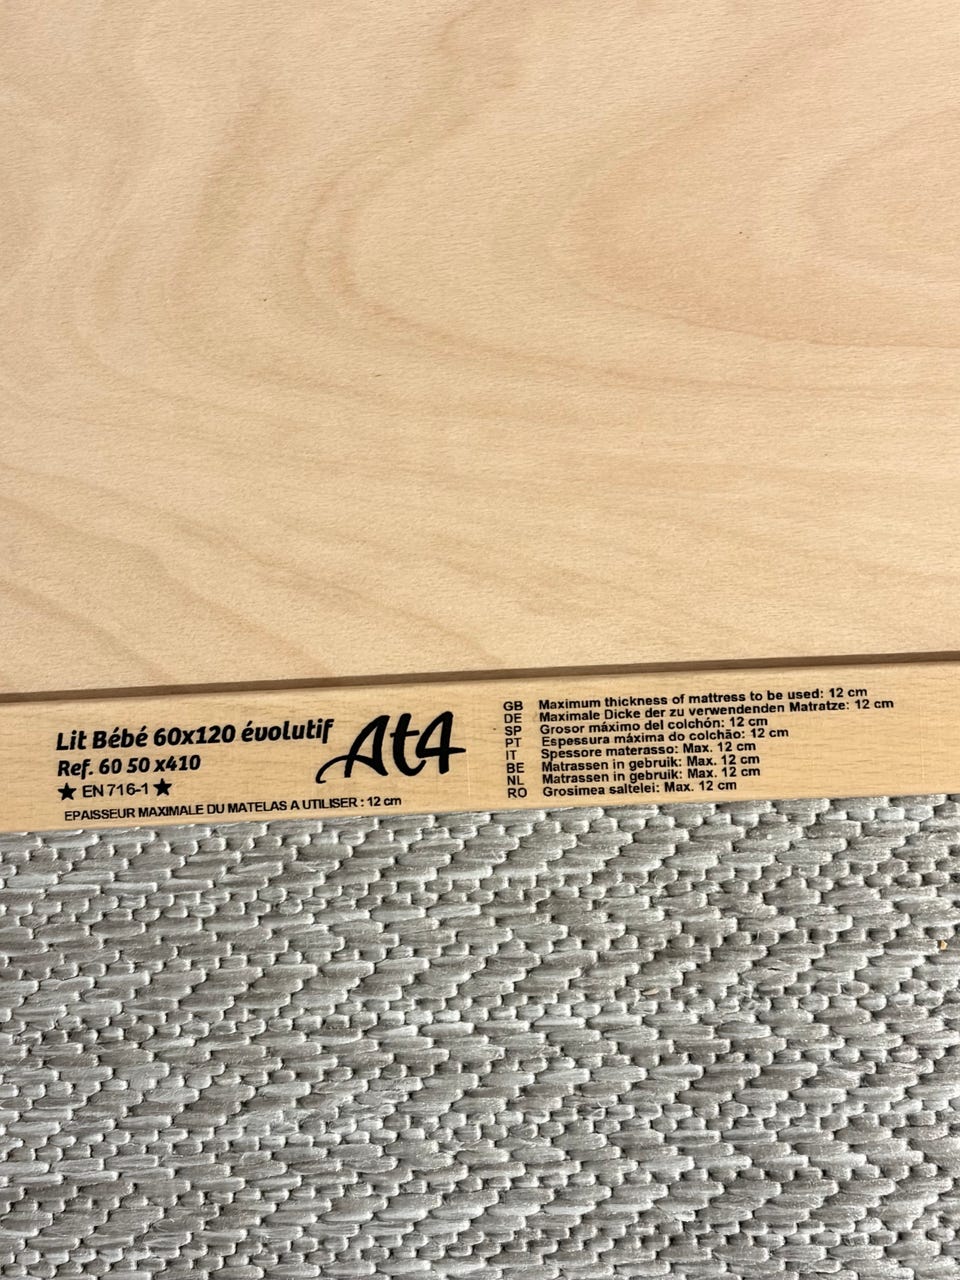 Lit Bébé 60x120 évolutif
Ref. 60 50 x410
★ EN 716-1 ★
EPAISSEUR MAXIMALE DU MATELAS A UTILISER : 12 cm
At4
GB Maximum thickness of mattress to be used: 12 cm
DE Maximale Dicke der zu verwendenden Matratze: 12 cm
SP Grosor máximo del colchón: 12 cm
PT Espessura máxima do colchão: 12 cm
IT Spessore materasso: Max. 12 cm
BE Matrassen in gebruik: Max. 12 cm
NL Matrassen in gebruik: Max. 12 cm
RO Grosimea saltelei: Max. 12 cm